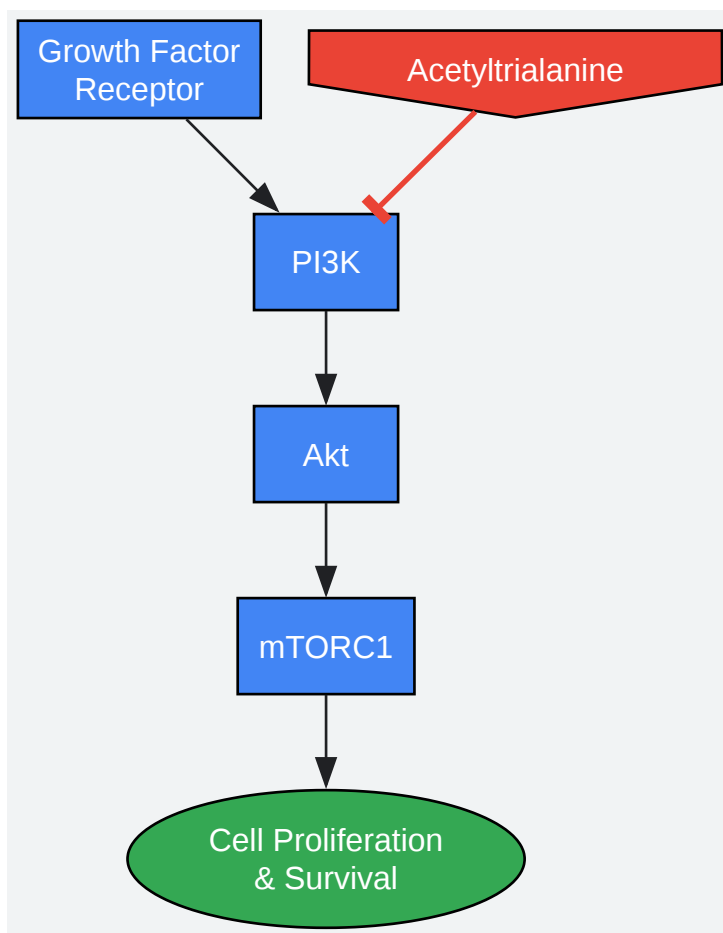 Growth Factor
Receptor
Acetyltrialanine
PI3K
Akt
mTORC1
Cell Proliferation
& Survival